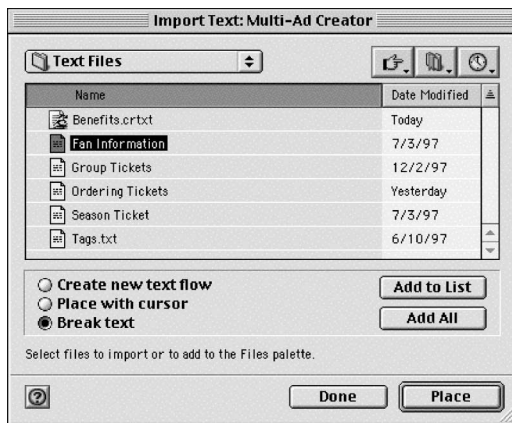 Import Text: Multi-Ad Creator
Text Files
Name Date Modified
Benefits.crtxt Today
Fan Information 7/3/97
Group Tickets 12/2/97
Ordering Tickets Yesterday
Season Ticket 7/3/97
Tags.txt 6/10/97
Create new text flow
Place with cursor
Break text
Add to List
Add All
Select files to import or to add to the Files palette.
?
Done Place